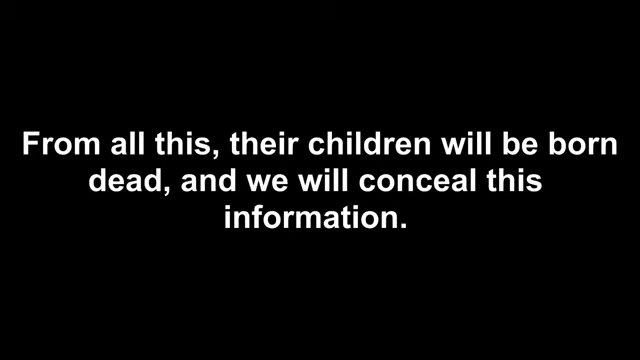 From all this, their children will be born
dead, and we will conceal this
information.